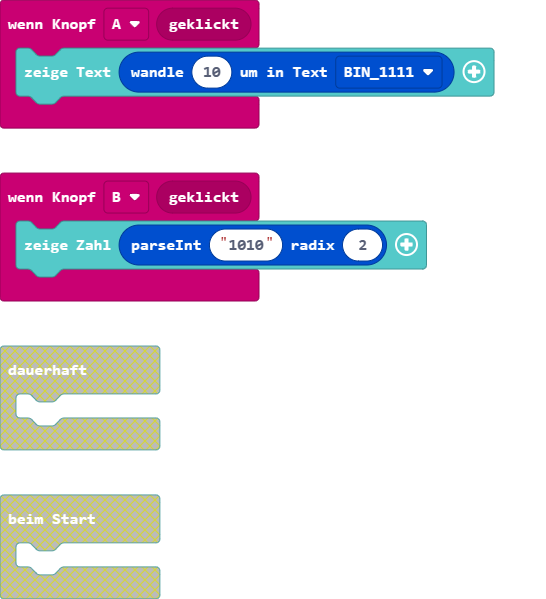 wenn Knopf A geklickt
zeige Text wandle 10 um in Text BIN_1111
wenn Knopf B geklickt
zeige Zahl parseInt "1010" radix 2
dauerhaft
beim Start